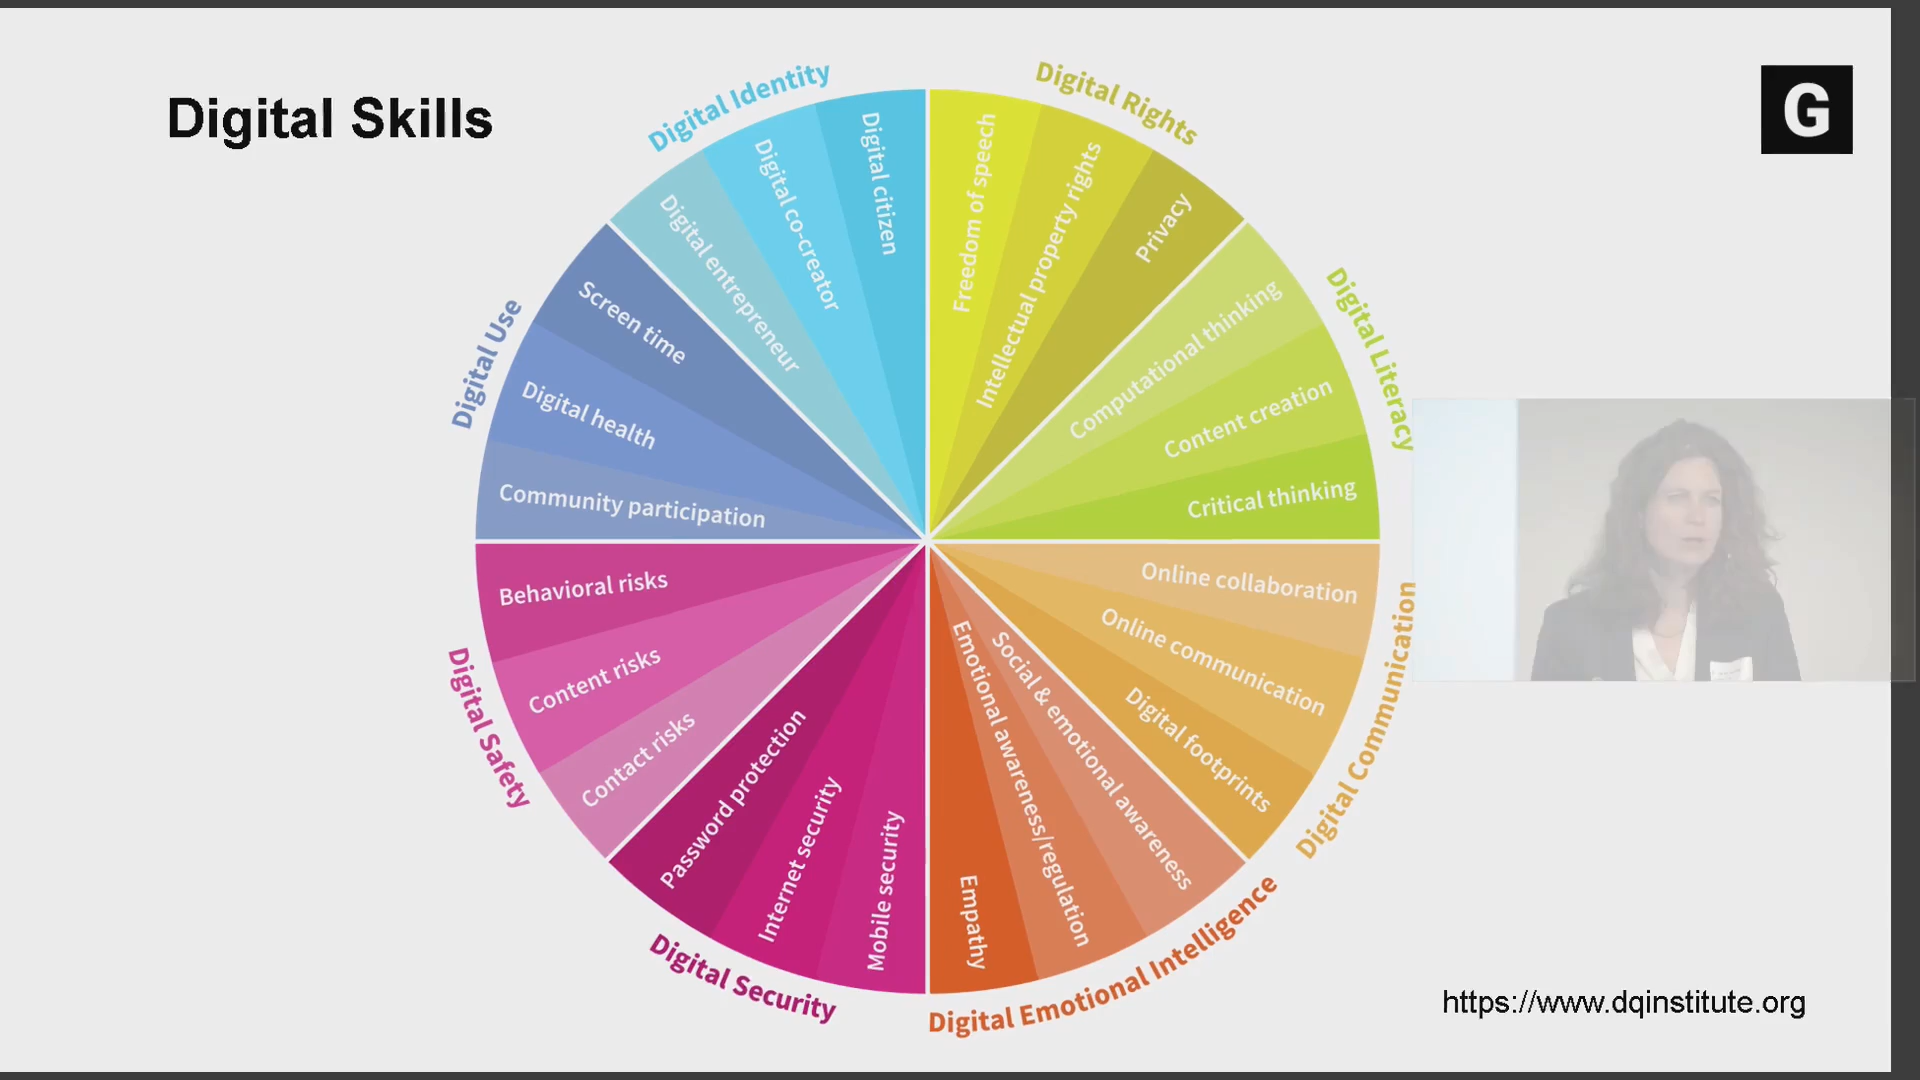 Digital Skills
G
Digital Identity
Digital entrepreneur
Digital co-creator
Digital citizen
Digital Rights
Freedom of speech
Intellectual property rights
Privacy
Digital Literacy
Computational thinking
Content creation
Critical thinking
Digital Communication
Online collaboration
Online communication
Digital footprints
Digital Emotional Intelligence
Social & emotional awareness
Emotional awareness/regulation
Empathy
Digital Security
Mobile security
Internet security
Password protection
Digital Safety
Contact risks
Content risks
Behavioral risks
Digital Use
Community participation
Digital health
Screen time
https://www.dqinstitute.org